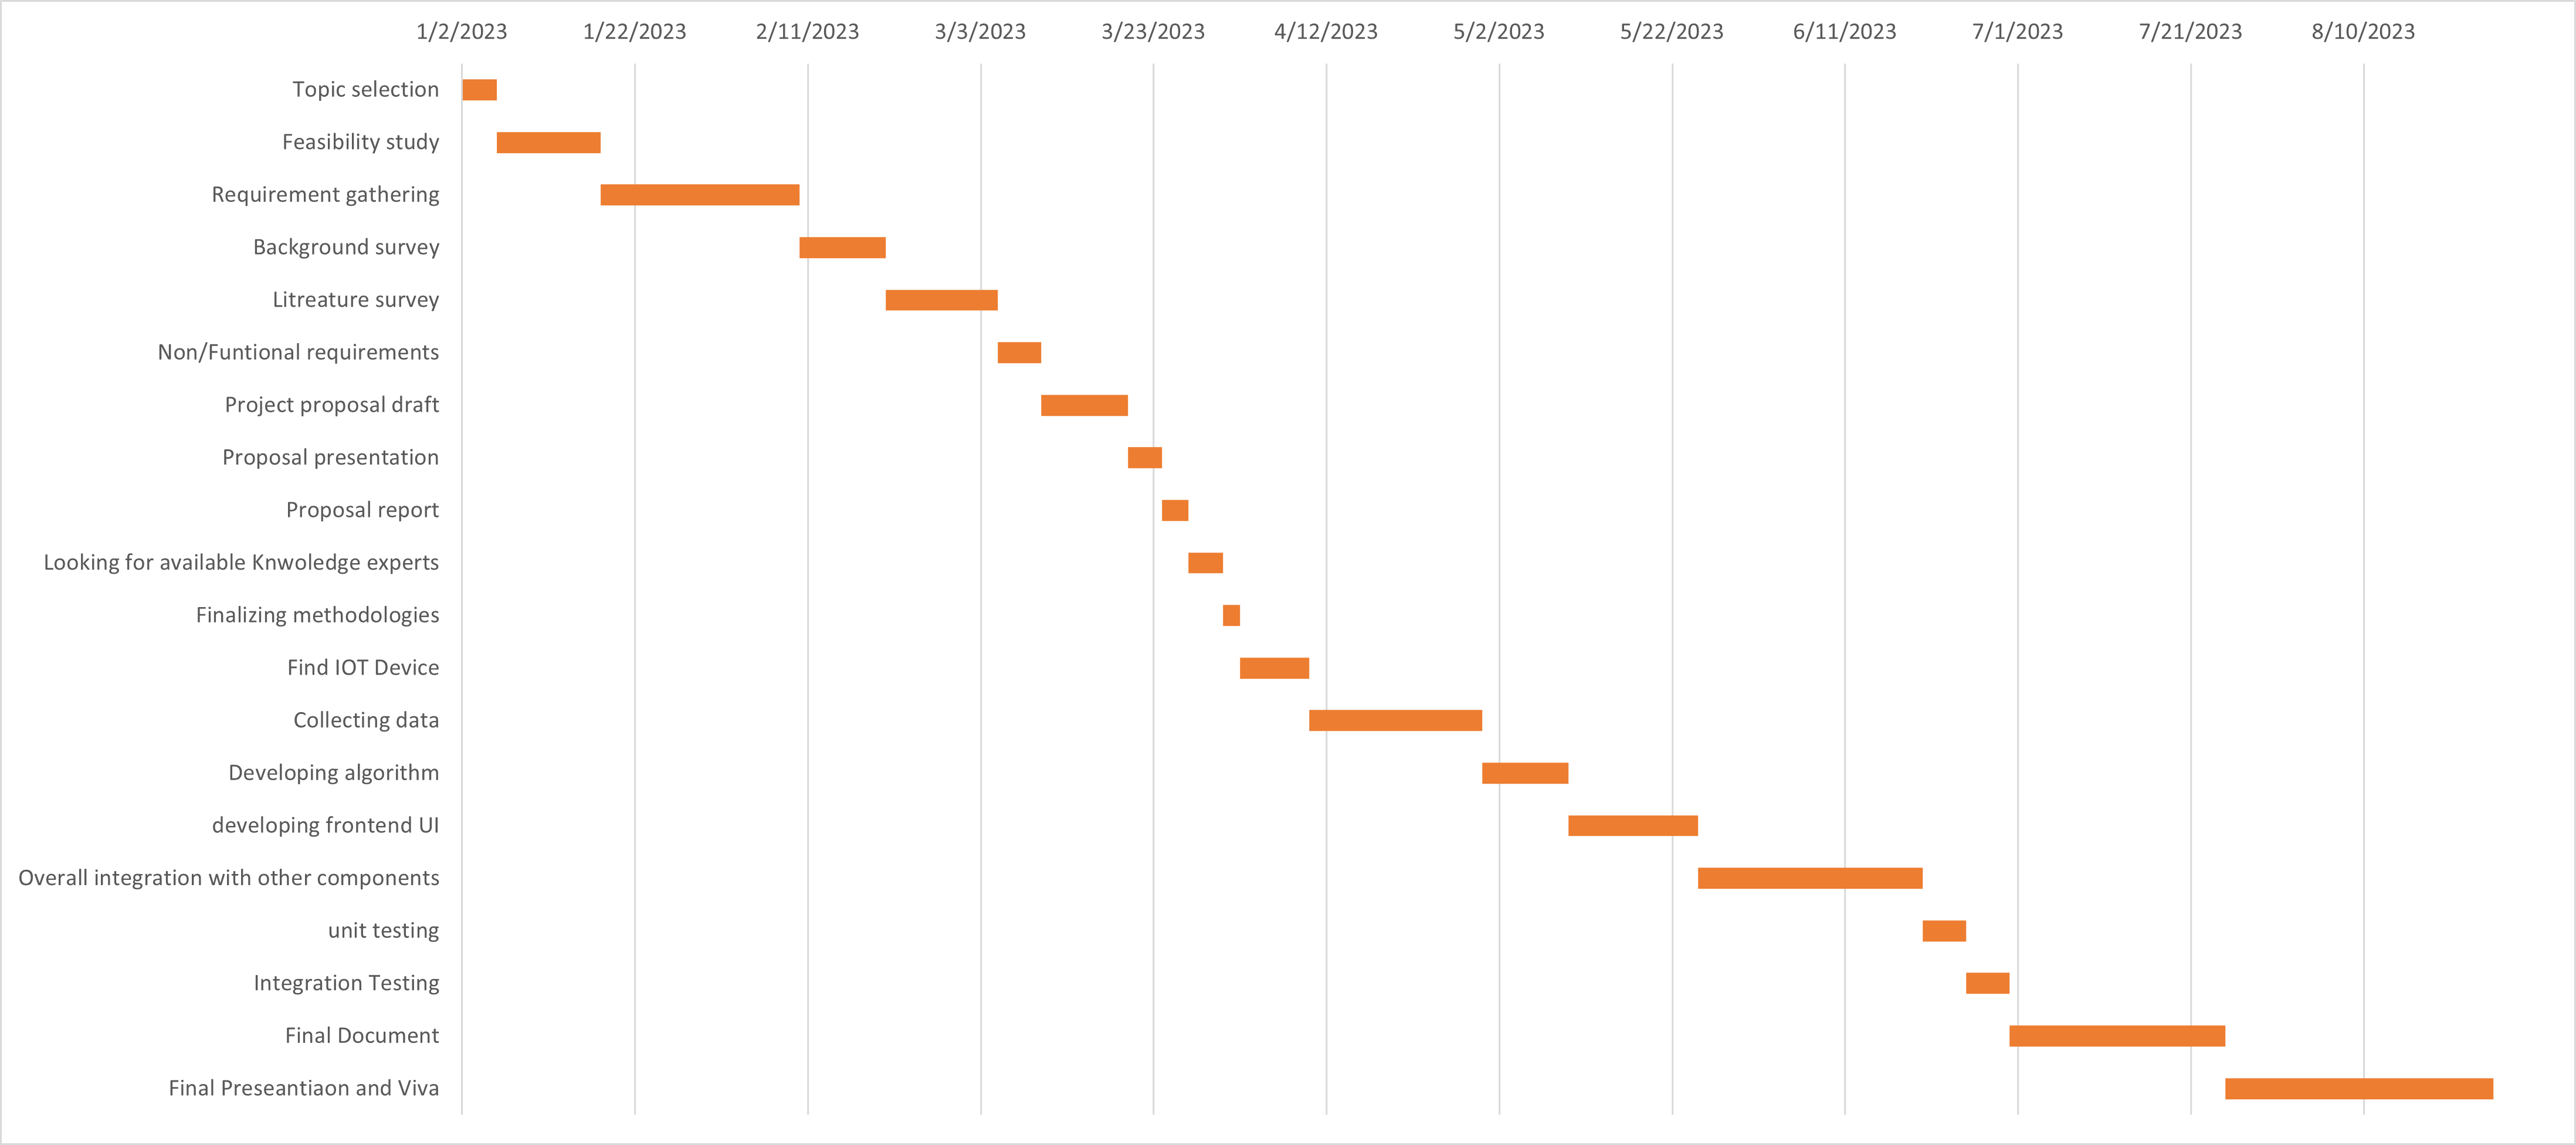 1/2/2023 1/22/2023 2/11/2023 3/3/2023 3/23/2023 4/12/2023 5/2/2023 5/22/2023 6/11/2023 7/1/2023 7/21/2023 8/10/2023
Topic selection
Feasibility study
Requirement gathering
Background survey
Litreature survey
Non/Funtional requirements
Project proposal draft
Proposal presentation
Proposal report
Looking for available Knwoledge experts
Finalizing methodologies
Find IOT Device
Collecting data
Developing algorithm
developing frontend UI
Overall integration with other components
unit testing
Integration Testing
Final Document
Final Preseantiaon and Viva